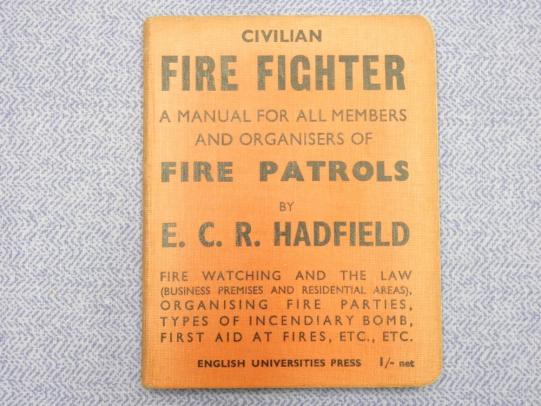 CIVILIAN
FIRE FIGHTER
A MANUAL FOR ALL MEMBERS
AND ORGANISERS OF
FIRE PATROLS
BY
E. C. R. HADFIELD
FIRE WATCHING AND THE LAW
(BUSINESS PREMISES AND RESIDENTIAL AREAS),
ORGANISING FIRE PARTIES,
TYPES OF INCENDIARY BOMB,
FIRST AID AT FIRES, ETC., ETC.
ENGLISH UNIVERSITIES PRESS 1/- net